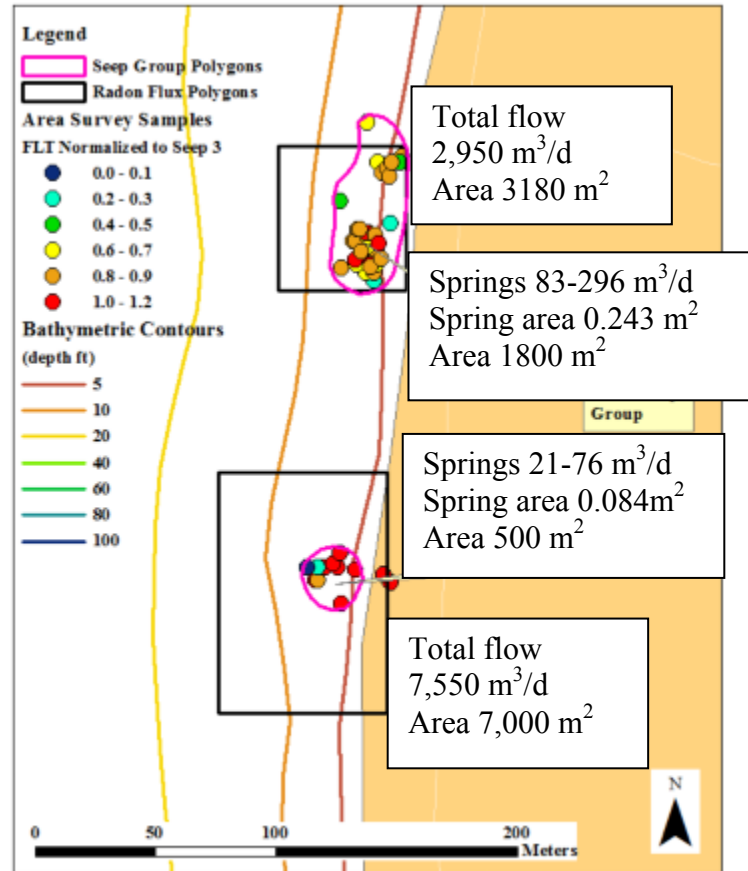 Legend
Seep Group Polygons
Radon Flux Polygons
Area Survey Samples
FLT Normalized to Seep 3
0.0 - 0.1
0.2 - 0.3
0.4 - 0.5
0.6 - 0.7
0.8 - 0.9
1.0 - 1.2
Bathymetric Contours
(depth ft)
5
10
20
40
60
80
100
Total flow
2,950 m³/d
Area 3180 m²
Springs 83-296 m³/d
Spring area 0.243 m²
Area 1800 m²
Group
Springs 21-76 m³/d
Spring area 0.084m²
Area 500 m²
Total flow
7,550 m³/d
Area 7,000 m²
N
0 50 100 200
Meters